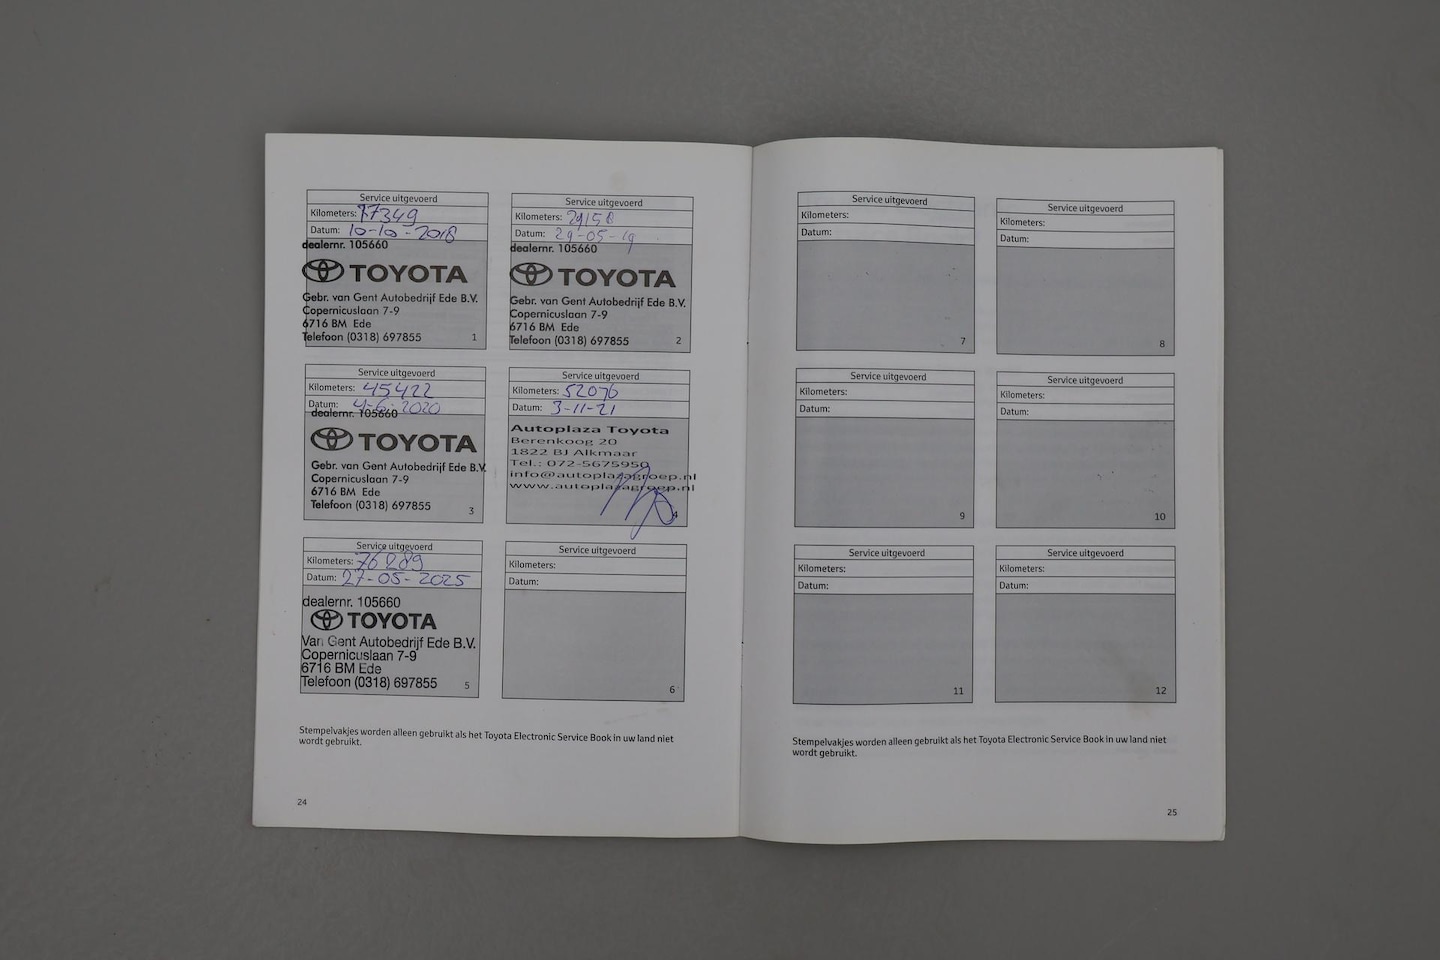 Service uitgevoerd
Kilometers: 17349
Datum: 10-10-2018
dealernr. 105660
TOYOTA
Gebr. van Gent Autobedrijf Ede B.V.
Copernicuslaan 7-9
6716 BM Ede
Telefoon (0318) 697855
1
Service uitgevoerd
Kilometers: 29158
Datum: 29-05-19
dealernr. 105660
TOYOTA
Gebr. van Gent Autobedrijf Ede B.V.
Copernicuslaan 7-9
6716 BM Ede
Telefoon (0318) 697855
2
Service uitgevoerd
Kilometers: 45422
Datum: 4-6-2020
dealernr. 105660
TOYOTA
Gebr. van Gent Autobedrijf Ede B.V.
Copernicuslaan 7-9
6716 BM Ede
Telefoon (0318) 697855
3
Service uitgevoerd
Kilometers: 52076
Datum: 3-11-21
Autoplaza Toyota
Berenkoog 20
1822 BJ Alkmaar
Tel.: 072-5675950
info@autoplazagroep.nl
www.autoplazagroep.nl
4
Service uitgevoerd
Kilometers: 76289
Datum: 27-05-2025
dealernr. 105660
TOYOTA
Van Gent Autobedrijf Ede B.V.
Copernicuslaan 7-9
6716 BM Ede
Telefoon (0318) 697855
5
Service uitgevoerd
Kilometers:
Datum:
6
Stempelvakjes worden alleen gebruikt als het Toyota Electronic Service Book in uw land niet
wordt gebruikt.
24
Service uitgevoerd
Kilometers:
Datum:
7
Service uitgevoerd
Kilometers:
Datum:
8
Service uitgevoerd
Kilometers:
Datum:
9
Service uitgevoerd
Kilometers:
Datum:
10
Service uitgevoerd
Kilometers:
Datum:
11
Service uitgevoerd
Kilometers:
Datum:
12
Stempelvakjes worden alleen gebruikt als het Toyota Electronic Service Book in uw land niet
wordt gebruikt.
25